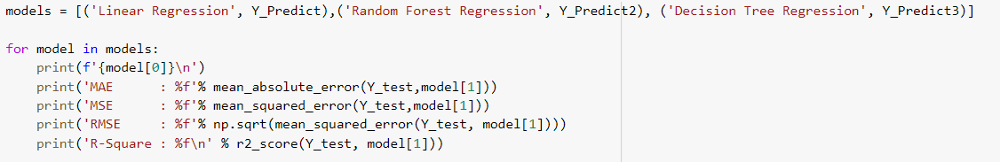 models = [('Linear Regression', Y_Predict),('Random Forest Regression', Y_Predict2), ('Decision Tree Regression', Y_Predict3)]
for model in models:
    print(f'{model[0]}\n')
    print('MAE      : %f'% mean_absolute_error(Y_test,model[1]))
    print('MSE      : %f'% mean_squared_error(Y_test,model[1]))
    print('RMSE     : %f'% np.sqrt(mean_squared_error(Y_test, model[1])))
    print('R-Square : %f\n' % r2_score(Y_test, model[1]))